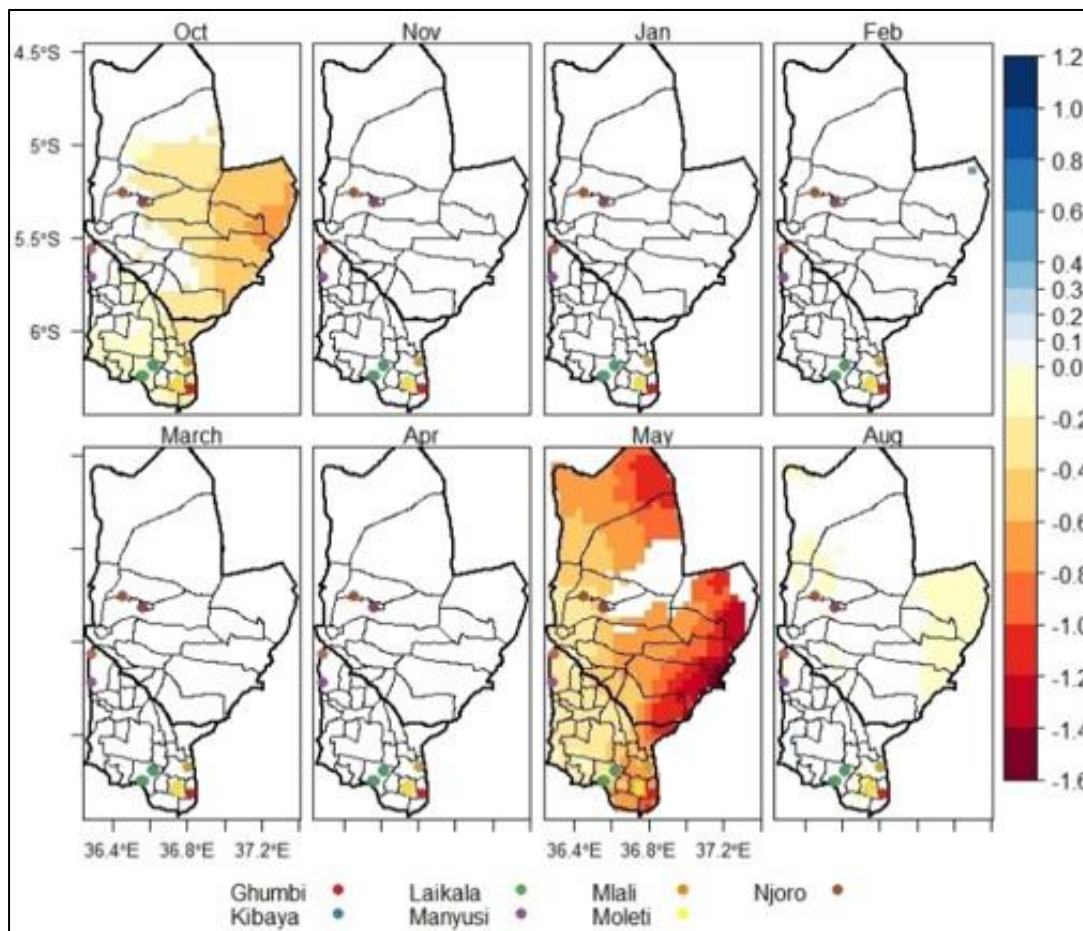 Oct Nov Jan Feb
4.5°S
5°S
5.5°S
6°S
1.2
1.0
0.8
0.6
0.4
0.3
0.2
0.1
0.0
-0.2
-0.4
-0.6
-0.8
-1.0
-1.2
-1.4
-1.6
March Apr May Aug
36.4°E 36.8°E 37.2°E 36.4°E 36.8°E 37.2°E
Ghumbi Laikala Mlali Njoro
Kibaya Manyusi Moleti